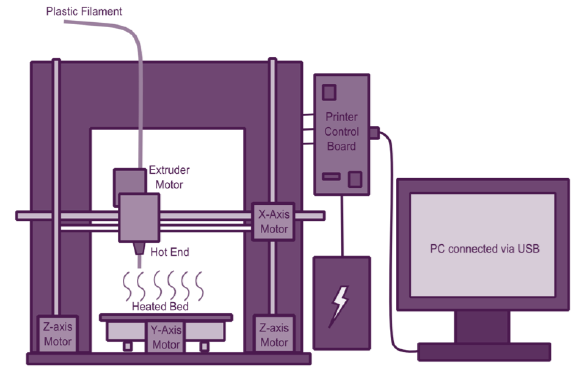 Plastic Filament
Printer
Control
Board
Extruder
Motor
X-Axis
Motor
PC connected via USB
Hot End
Heated Bed
Z-axis
Motor
Y-Axis
Motor
Z-axis
Motor